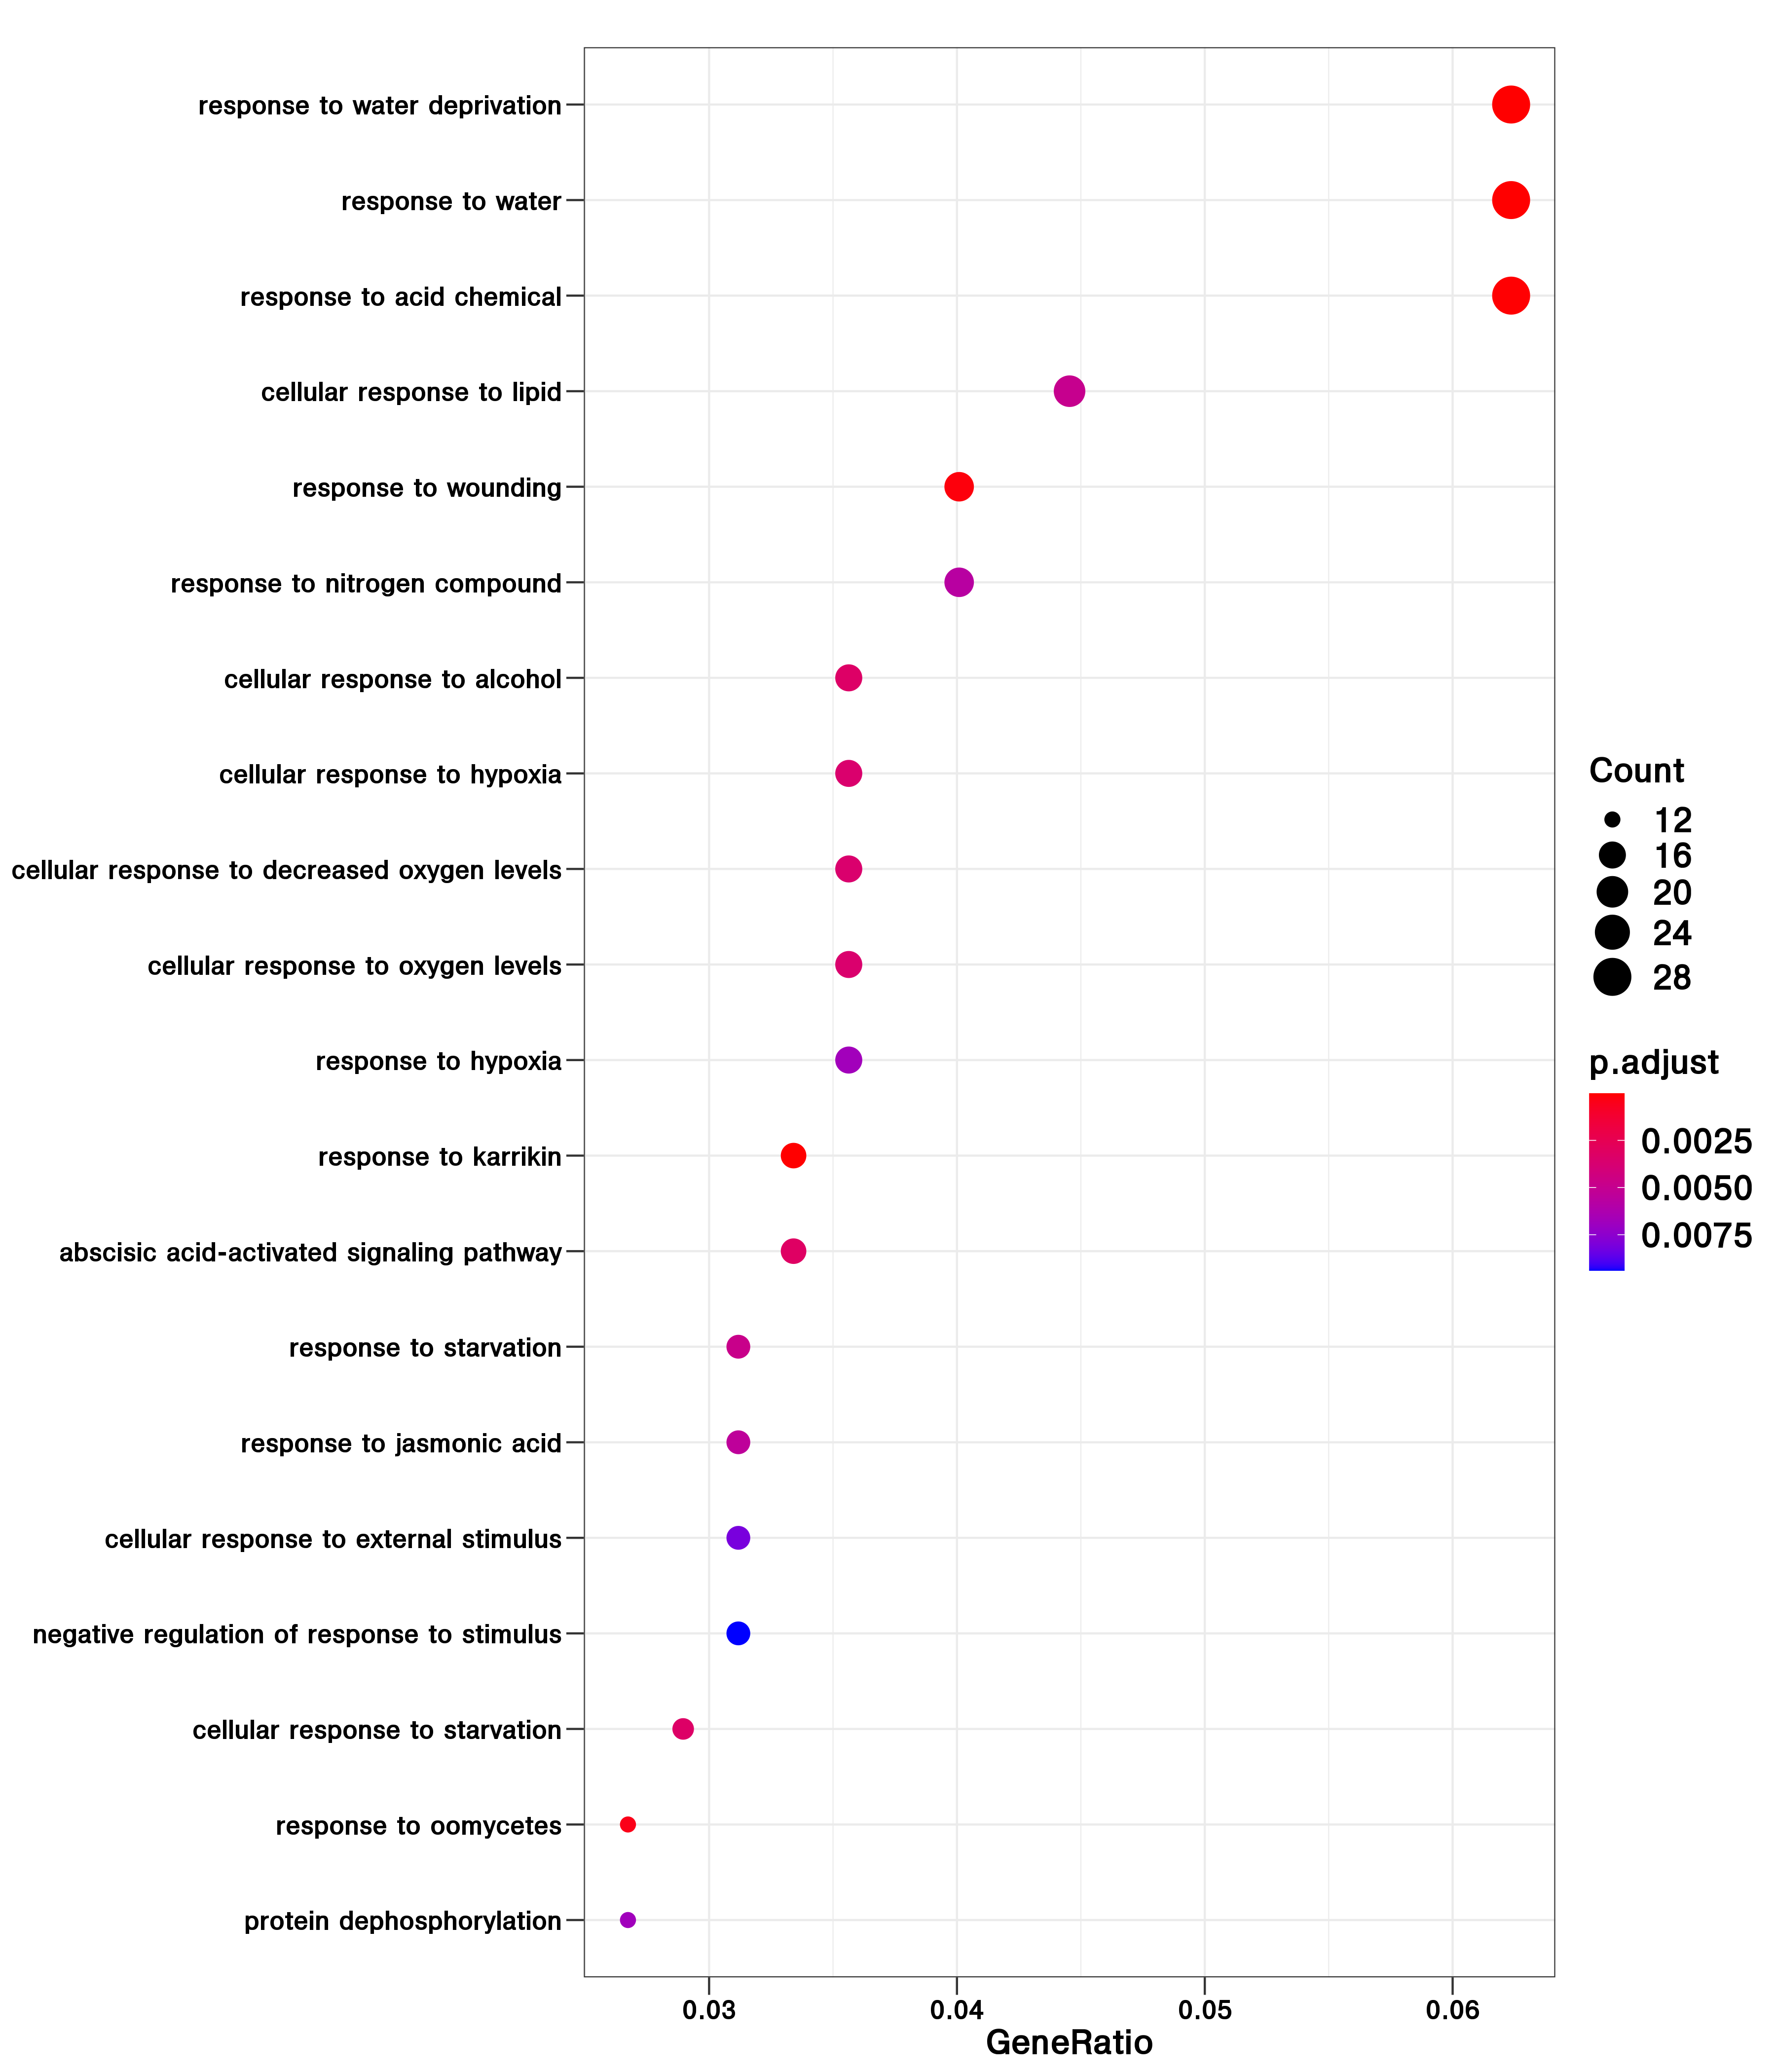 response to water deprivation
response to water
response to acid chemical
cellular response to lipid
response to wounding
response to nitrogen compound
cellular response to alcohol
cellular response to hypoxia
cellular response to decreased oxygen levels
cellular response to oxygen levels
response to hypoxia
response to karrikin
abscisic acid-activated signaling pathway
response to starvation
response to jasmonic acid
cellular response to external stimulus
negative regulation of response to stimulus
cellular response to starvation
response to oomycetes
protein dephosphorylation
0.03 0.04 0.05 0.06
GeneRatio
Count
12
16
20
24
28
p.adjust
0.0025
0.0050
0.0075